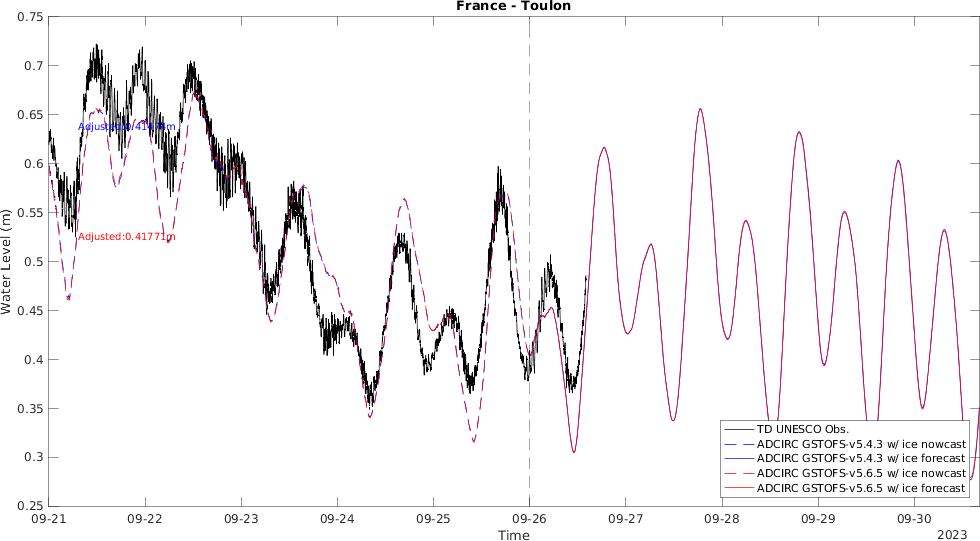 France - Toulon
0.75
0.7
0.65
0.6
0.55
0.5
0.45
0.4
0.35
0.3
0.25
Water Level (m)
Adjusted:0.41771m
TD UNESCO Obs.
ADCIRC GSTOFS-v5.4.3 w/ ice nowcast
ADCIRC GSTOFS-v5.4.3 w/ ice forecast
ADCIRC GSTOFS-v5.6.5 w/ ice nowcast
ADCIRC GSTOFS-v5.6.5 w/ ice forecast
09-21 09-22 09-23 09-24 09-25 09-26 09-27 09-28 09-29 09-30
Time
2023